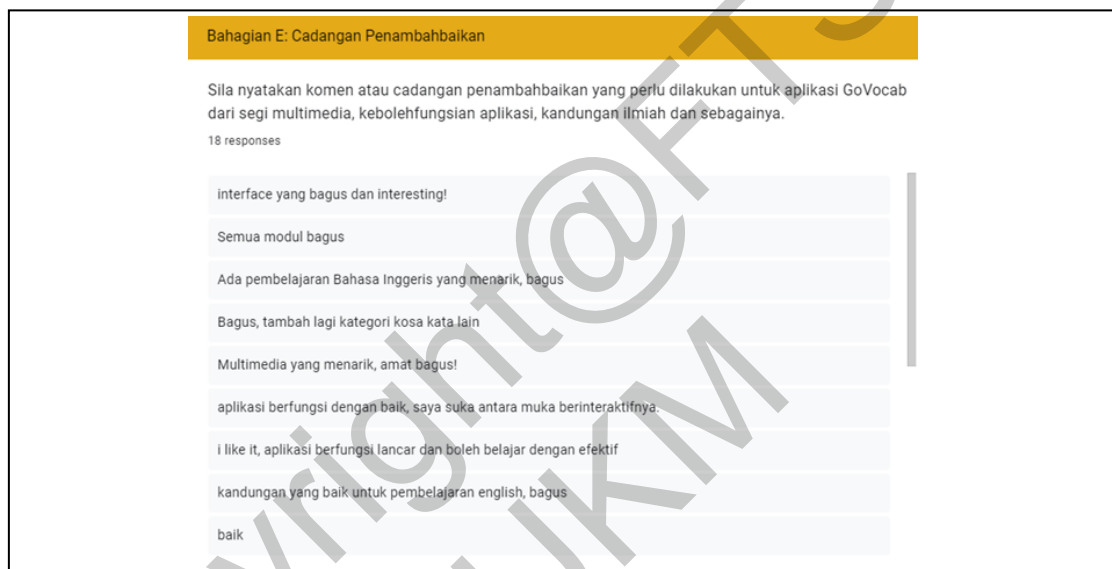 Bahagian E: Cadangan Penambahbaikan
Sila nyatakan komen atau cadangan penambahbaikan yang perlu dilakukan untuk aplikasi GoVocab
dari segi multimedia, kebolehfungsian aplikasi, kandungan ilmiah dan sebagainya.
18 responses
interface yang bagus dan interesting!
Semua modul bagus
Ada pembelajaran Bahasa Inggeris yang menarik, bagus
Bagus, tambah lagi kategori kosa kata lain
Multimedia yang menarik, amat bagus!
aplikasi berfungsi dengan baik, saya suka antara muka berinteraktifnya.
i like it, aplikasi berfungsi lancar dan boleh belajar dengan efektif
kandungan yang baik untuk pembelajaran english, bagus
baik